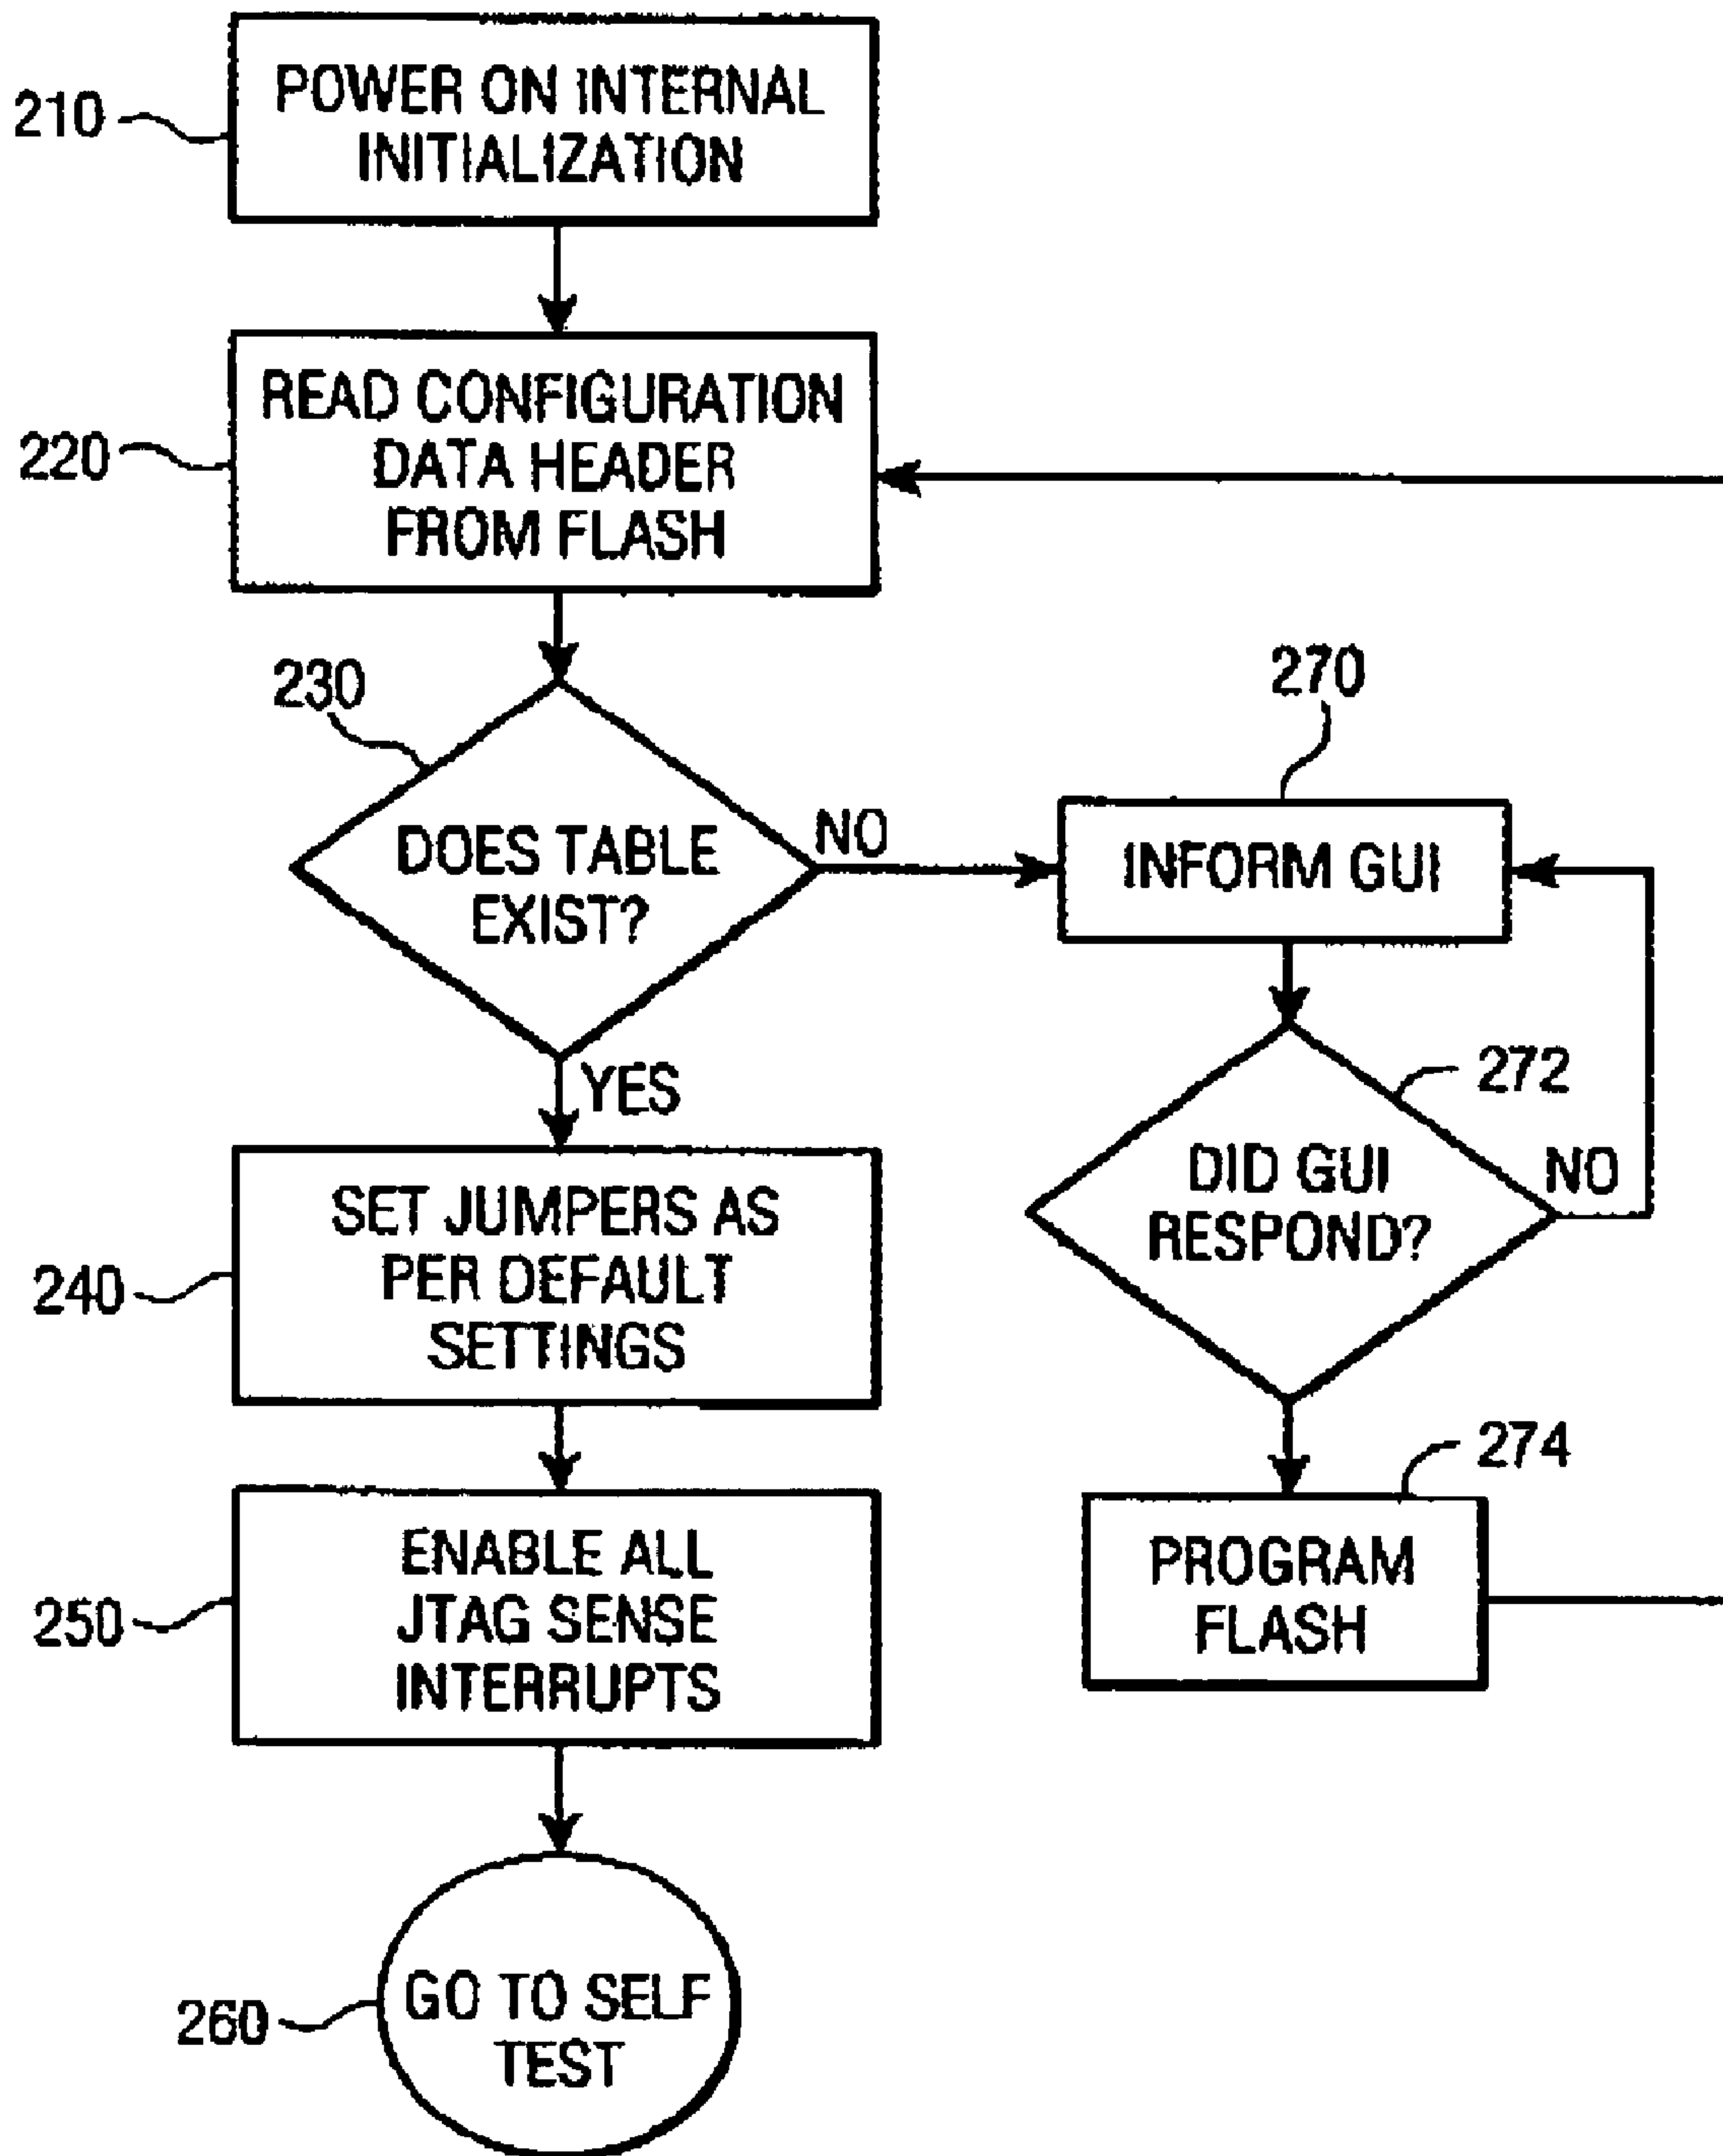 210
POWER ON INTERNAL
INITIALIZATION
220
READ CONFIGURATION
DATA HEADER
FROM FLASH
230
DOES TABLE
EXIST?
NO
YES
270
INFORM GUI
272
DID GUI
RESPOND?
NO
274
PROGRAM
FLASH
240
SET JUMPERS AS
PER DEFAULT
SETTINGS
250
ENABLE ALL
JTAG SENSE
INTERRUPTS
260
GO TO SELF
TEST